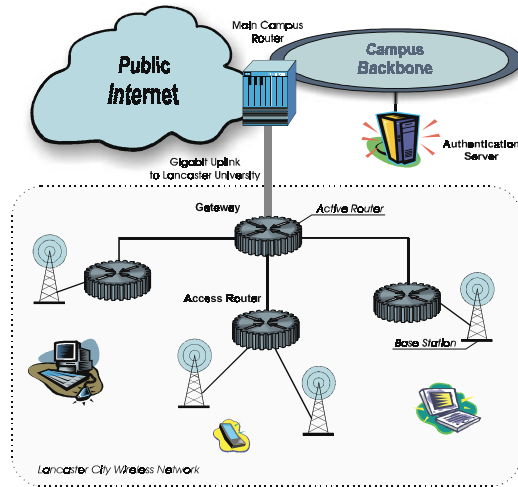 Main Campus
Router
Public
Internet
Campus
Backbone
Authentication
Server
Gigabit Uplink
to Lancaster University
Gateway
Active Router
Access Router
Base Station
Lancaster City Wireless Network